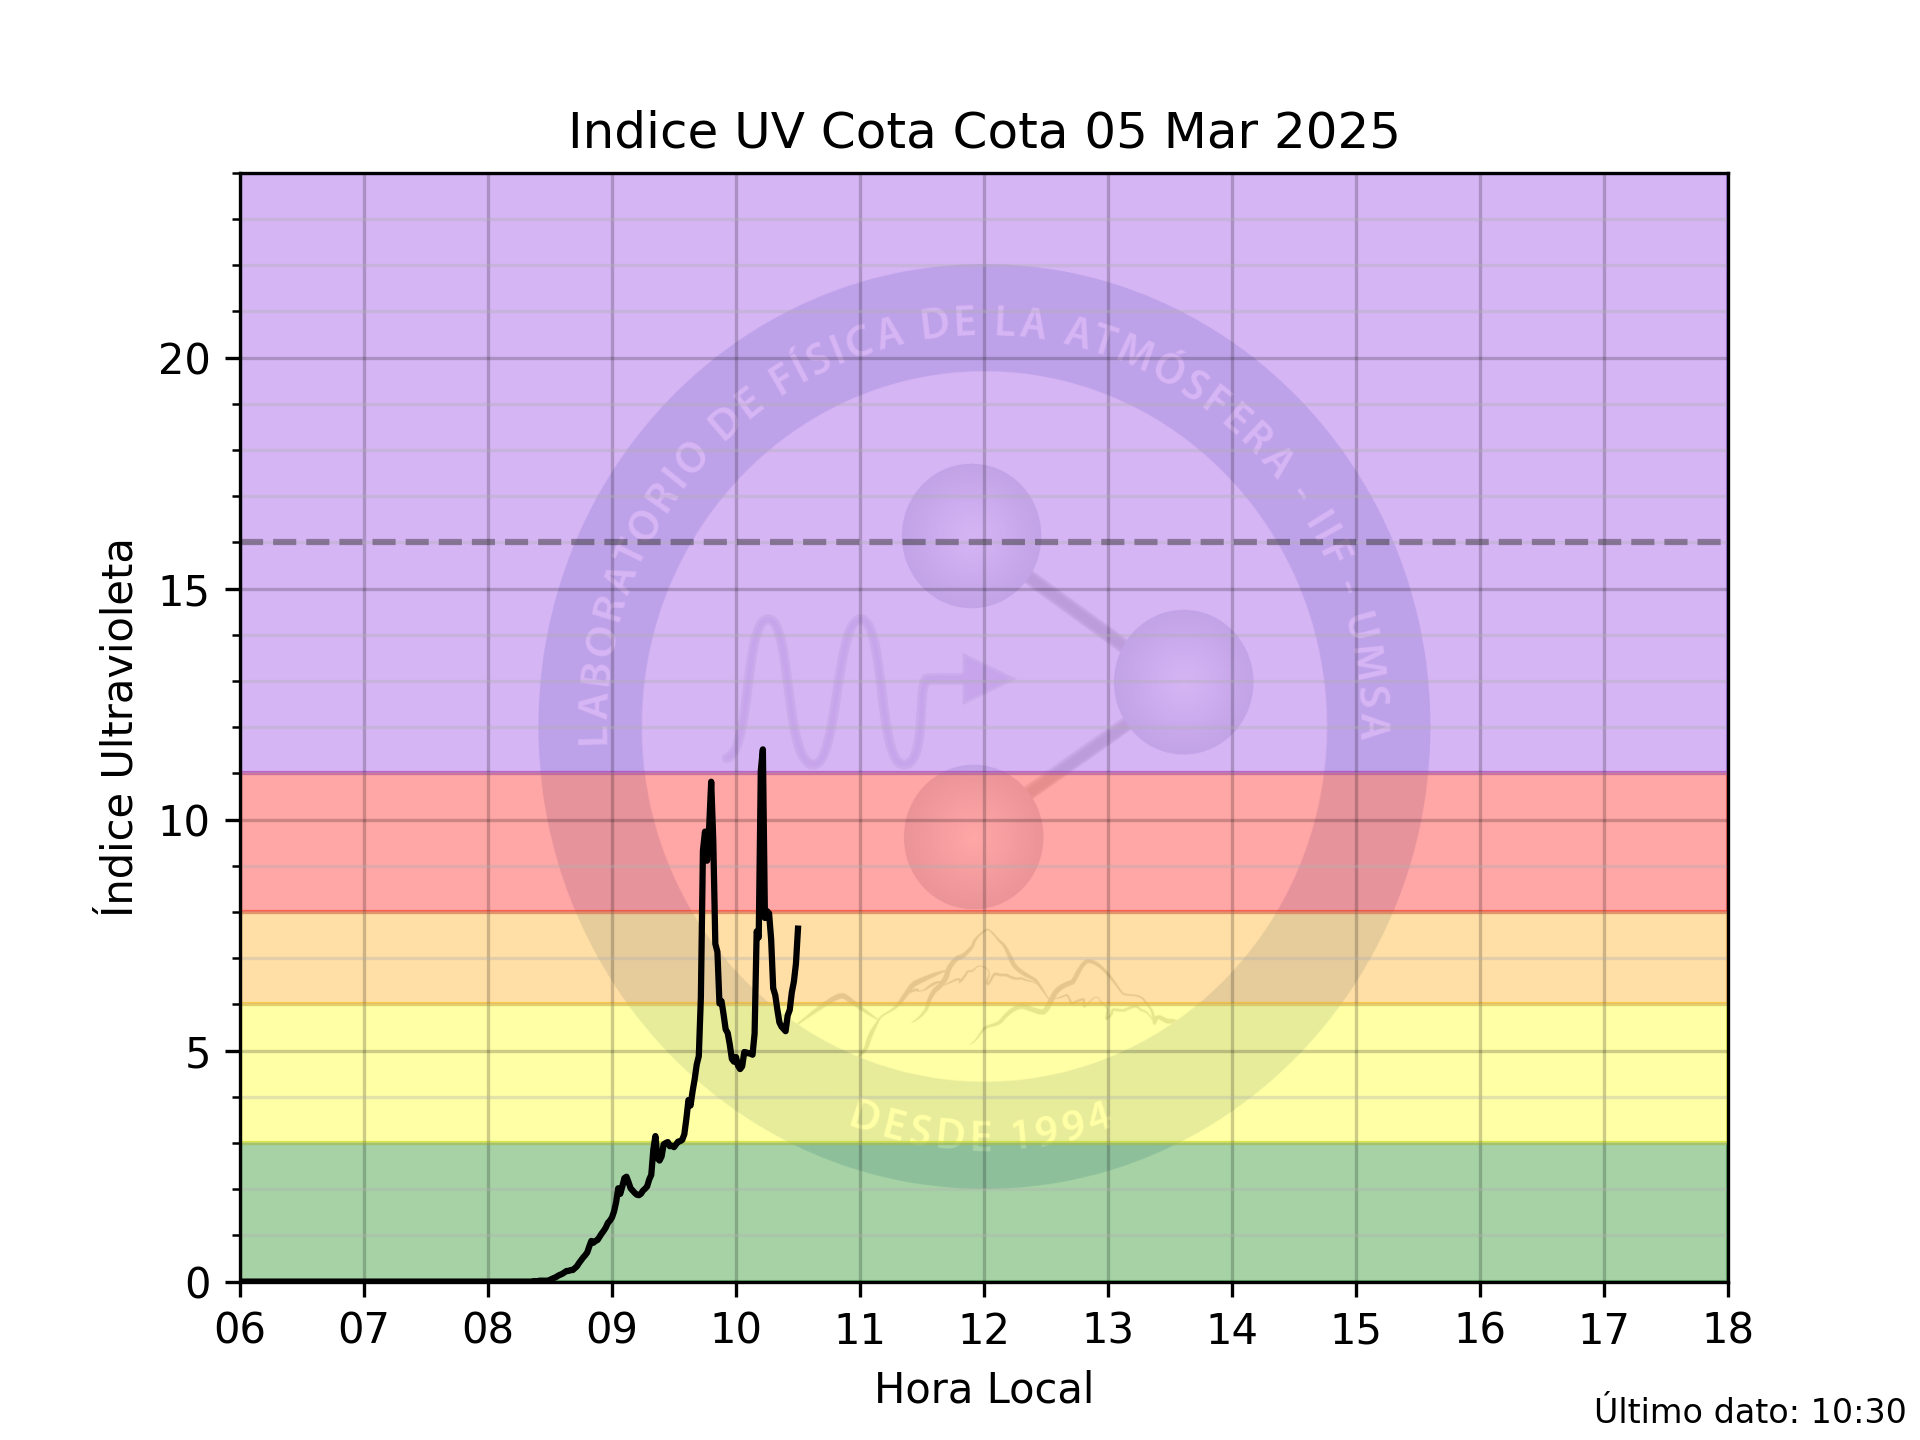 Indice UV Cota Cota 05 Mar 2025
Índice Ultravioleta
20
15
10
5
0
LABORATORIO DE FÍSICA DE LA ATMÓSFERA - IIF - UMSA
DESDE 1994
06 07 08 09 10 11 12 13 14 15 16 17 18
Hora Local
Último dato: 10:30